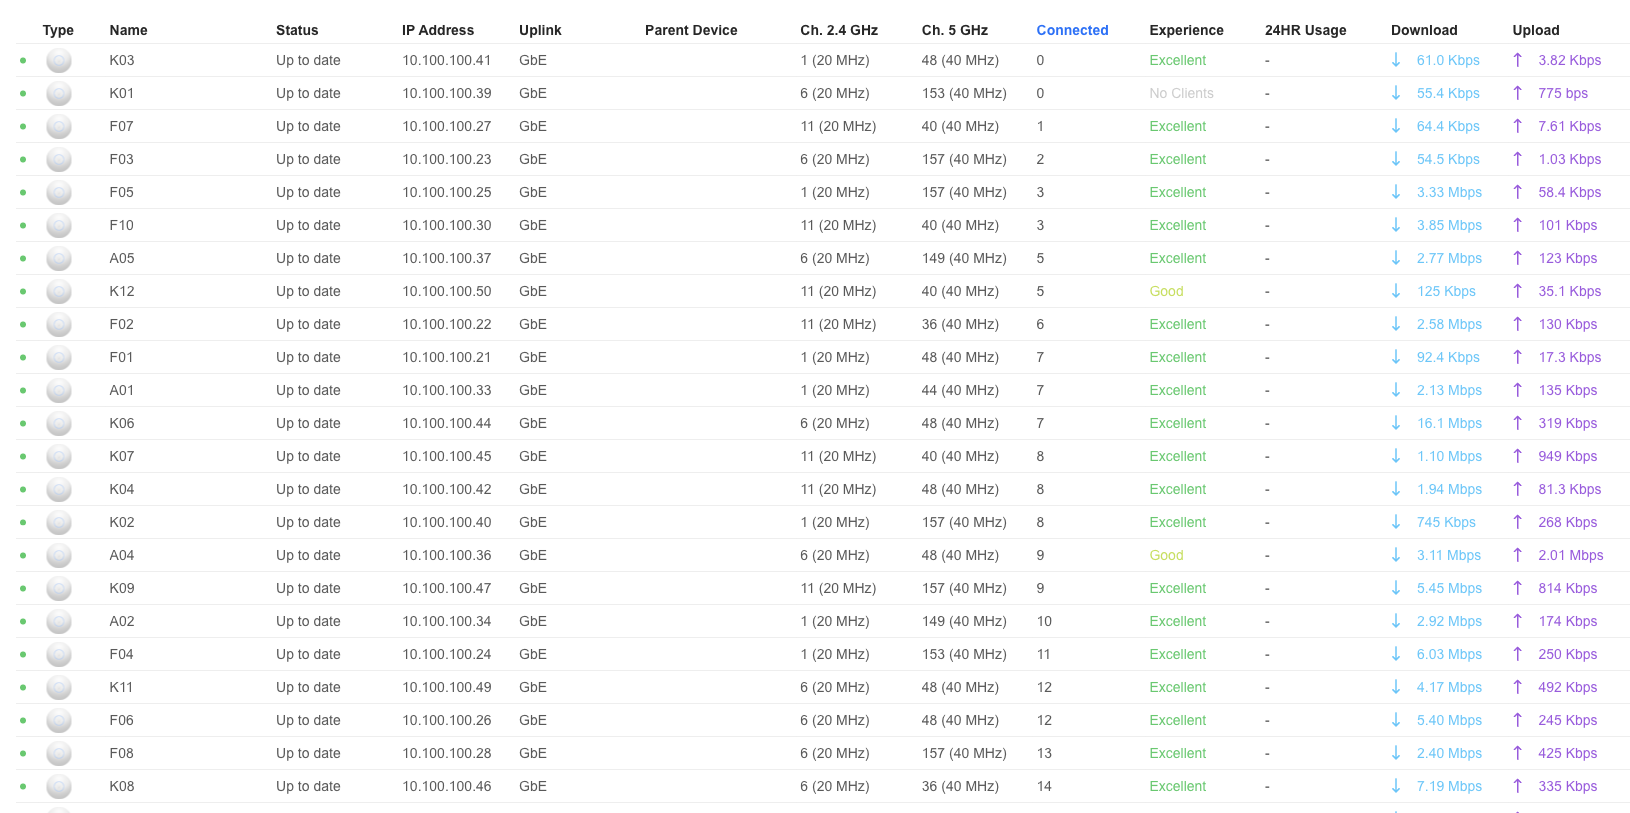 Type Name Status IP Address Uplink Parent Device Ch. 2.4 GHz Ch. 5 GHz Connected Experience 24HR Usage Download Upload
K03 Up to date 10.100.100.41 GbE 1 (20 MHz) 48 (40 MHz) 0 Excellent - ↓ 61.0 Kbps ↑ 3.82 Kbps
K01 Up to date 10.100.100.39 GbE 6 (20 MHz) 153 (40 MHz) 0 No Clients - ↓ 55.4 Kbps ↑ 775 bps
F07 Up to date 10.100.100.27 GbE 11 (20 MHz) 40 (40 MHz) 1 Excellent - ↓ 64.4 Kbps ↑ 7.61 Kbps
F03 Up to date 10.100.100.23 GbE 6 (20 MHz) 157 (40 MHz) 2 Excellent - ↓ 54.5 Kbps ↑ 1.03 Kbps
F05 Up to date 10.100.100.25 GbE 1 (20 MHz) 157 (40 MHz) 3 Excellent - ↓ 3.33 Mbps ↑ 58.4 Kbps
F10 Up to date 10.100.100.30 GbE 11 (20 MHz) 40 (40 MHz) 3 Excellent - ↓ 3.85 Mbps ↑ 101 Kbps
A05 Up to date 10.100.100.37 GbE 6 (20 MHz) 149 (40 MHz) 5 Excellent - ↓ 2.77 Mbps ↑ 123 Kbps
K12 Up to date 10.100.100.50 GbE 11 (20 MHz) 40 (40 MHz) 5 Good - ↓ 125 Kbps ↑ 35.1 Kbps
F02 Up to date 10.100.100.22 GbE 11 (20 MHz) 36 (40 MHz) 6 Excellent - ↓ 2.58 Mbps ↑ 130 Kbps
F01 Up to date 10.100.100.21 GbE 1 (20 MHz) 48 (40 MHz) 7 Excellent - ↓ 92.4 Kbps ↑ 17.3 Kbps
A01 Up to date 10.100.100.33 GbE 1 (20 MHz) 44 (40 MHz) 7 Excellent - ↓ 2.13 Mbps ↑ 135 Kbps
K06 Up to date 10.100.100.44 GbE 6 (20 MHz) 48 (40 MHz) 7 Excellent - ↓ 16.1 Mbps ↑ 319 Kbps
K07 Up to date 10.100.100.45 GbE 11 (20 MHz) 40 (40 MHz) 8 Excellent - ↓ 1.10 Mbps ↑ 949 Kbps
K04 Up to date 10.100.100.42 GbE 11 (20 MHz) 48 (40 MHz) 8 Excellent - ↓ 1.94 Mbps ↑ 81.3 Kbps
K02 Up to date 10.100.100.40 GbE 1 (20 MHz) 157 (40 MHz) 8 Excellent - ↓ 745 Kbps ↑ 268 Kbps
A04 Up to date 10.100.100.36 GbE 6 (20 MHz) 48 (40 MHz) 9 Good - ↓ 3.11 Mbps ↑ 2.01 Mbps
K09 Up to date 10.100.100.47 GbE 11 (20 MHz) 157 (40 MHz) 9 Excellent - ↓ 5.45 Mbps ↑ 814 Kbps
A02 Up to date 10.100.100.34 GbE 1 (20 MHz) 149 (40 MHz) 10 Excellent - ↓ 2.92 Mbps ↑ 174 Kbps
F04 Up to date 10.100.100.24 GbE 1 (20 MHz) 153 (40 MHz) 11 Excellent - ↓ 6.03 Mbps ↑ 250 Kbps
K11 Up to date 10.100.100.49 GbE 6 (20 MHz) 48 (40 MHz) 12 Excellent - ↓ 4.17 Mbps ↑ 492 Kbps
F06 Up to date 10.100.100.26 GbE 6 (20 MHz) 48 (40 MHz) 12 Excellent - ↓ 5.40 Mbps ↑ 245 Kbps
F08 Up to date 10.100.100.28 GbE 6 (20 MHz) 157 (40 MHz) 13 Excellent - ↓ 2.40 Mbps ↑ 425 Kbps
K08 Up to date 10.100.100.46 GbE 6 (20 MHz) 36 (40 MHz) 14 Excellent - ↓ 7.19 Mbps ↑ 335 Kbps